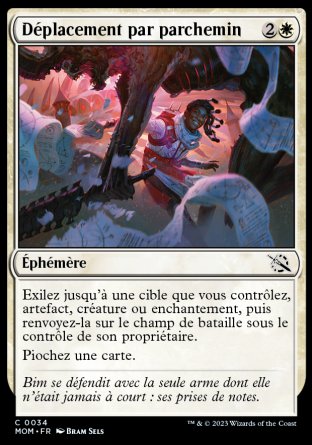 Déplacement par parchemin 2
Éphémère
Exilez jusqu'à une cible que vous contrôlez,
artefact, créature ou enchantement, puis
renvoyez-la sur le champ de bataille sous le
contrôle de son propriétaire.
Piochez une carte.
Bim se défendit avec la seule arme dont elle
n'était jamais à court : ses prises de notes.
C 0034
MOM • FR Bram Sels
™ & © 2023 Wizards of the Coast